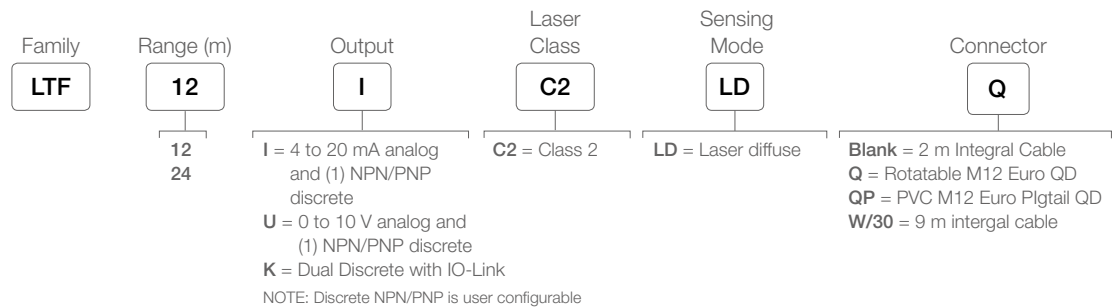 Family
Range (m)
Output
Laser
Class
Sensing
Mode
Connector
LTF
12
I
C2
LD
Q
12
24
I = 4 to 20 mA analog
and (1) NPN/PNP
discrete
U = 0 to 10 V analog and
(1) NPN/PNP discrete
K = Dual Discrete with IO-Link
NOTE: Discrete NPN/PNP is user configurable
C2 = Class 2
LD = Laser diffuse
Blank = 2 m Integral Cable
Q = Rotatable M12 Euro QD
QP = PVC M12 Euro PIgtail QD
W/30 = 9 m intergal cable